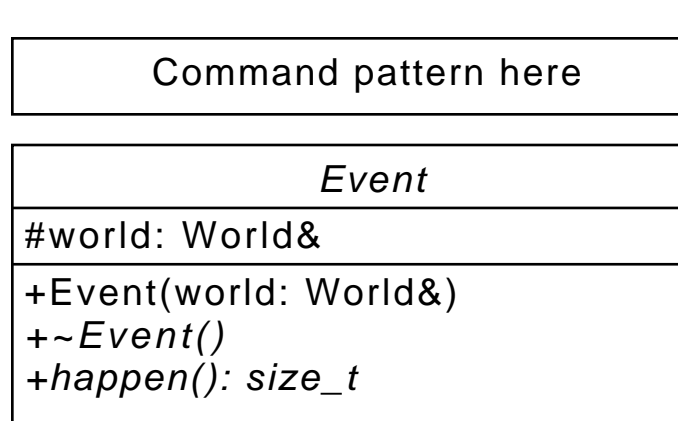 Command pattern here
Event
#world: World&
+Event(world: World&)
+~Event()
+happen(): size_t